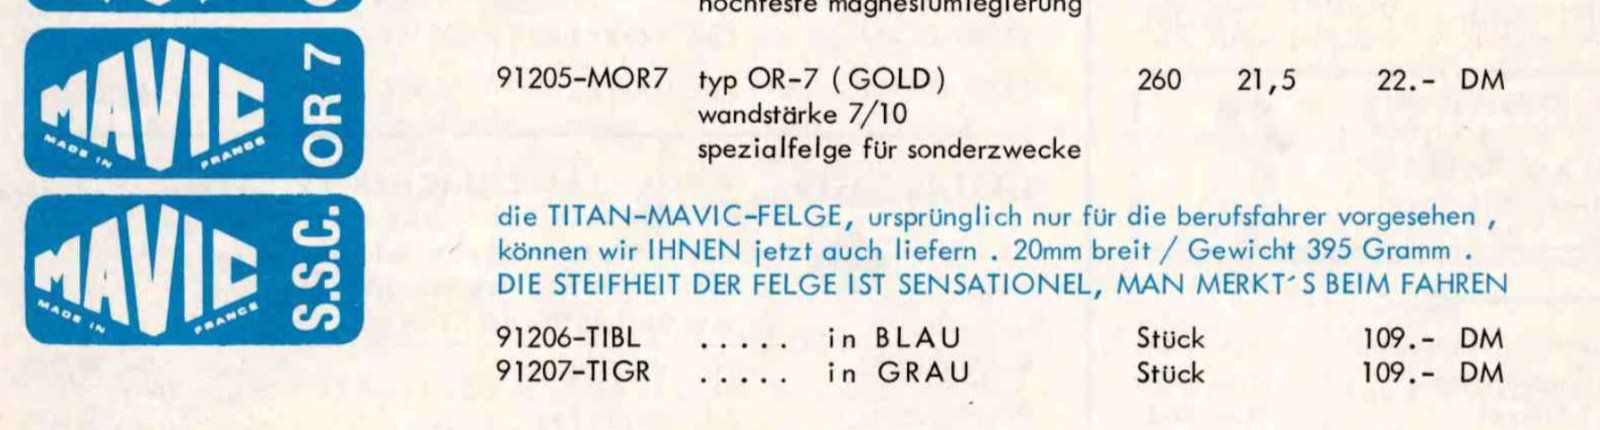 hochfeste magnesiumlegierung
MAVIC
MADE IN FRANCE
OR 7
91205-MOR7 typ OR-7 (GOLD) 260 21,5 22.- DM
wandstärke 7/10
spezialfelge für sonderzwecke
MAVIC
MADE IN FRANCE
S.S.C.
die TITAN-MAVIC-FELGE, ursprünglich nur für die berufsfahrer vorgesehen ,
können wir IHNEN jetzt auch liefern . 20mm breit / Gewicht 395 Gramm .
DIE STEIFHEIT DER FELGE IST SENSATIONEL, MAN MERKT´S BEIM FAHREN
91206-TIBL ..... in BLAU Stück 109.- DM
91207-TIGR ..... in GRAU Stück 109.- DM